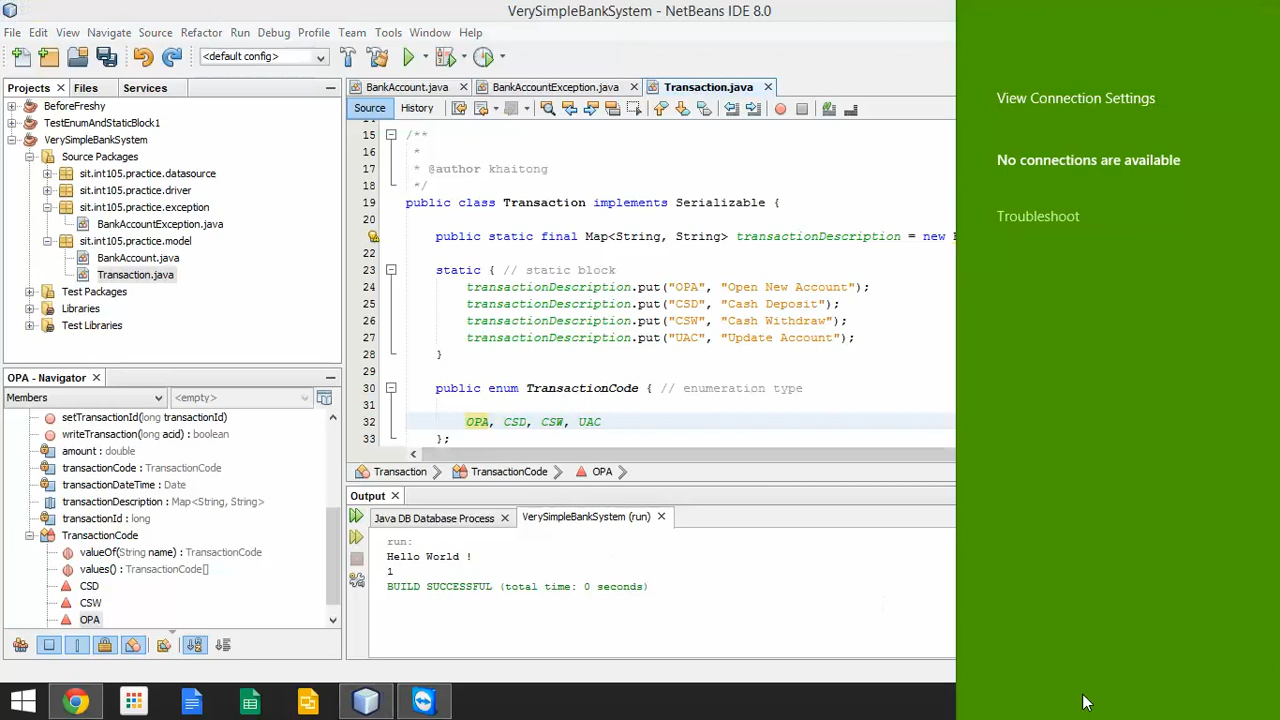 VerySimpleBankSystem - NetBeans IDE 8.0
File Edit View Navigate Source Refactor Run Debug Profile Team Tools Window Help
<default config>
Projects Files Services
BeforeFreshy
TestEnumAndStaticBlock1
VerySimpleBankSystem
Source Packages
sit.int105.practice.datasource
sit.int105.practice.driver
sit.int105.practice.exception
BankAccountException.java
sit.int105.practice.model
BankAccount.java
Transaction.java
Test Packages
Libraries
Test Libraries
OPA - Navigator
Members <empty>
setTransactionId(long transactionId)
writeTransaction(long acid) : boolean
amount : double
transactionCode : TransactionCode
transactionDateTime : Date
transactionDescription : Map<String, String>
transactionId : long
TransactionCode
valueOf(String name) : TransactionCode
values() : TransactionCode[]
CSD
CSW
OPA
BankAccount.java BankAccountException.java Transaction.java
Source History
15 /**
16 *
17 * @author khaitong
18 */
19 public class Transaction implements Serializable {
20
public static final Map<String, String> transactionDescription = new
22
23 static { // static block
24 transactionDescription.put("OPA", "Open New Account");
25 transactionDescription.put("CSD", "Cash Deposit");
26 transactionDescription.put("CSW", "Cash Withdraw");
27 transactionDescription.put("UAC", "Update Account");
28 }
29
30 public enum TransactionCode { // enumeration type
31
32 OPA, CSD, CSW, UAC
33 };
Transaction TransactionCode OPA
Output
Java DB Database Process VerySimpleBankSystem (run)
run:
Hello World !
1
BUILD SUCCESSFUL (total time: 0 seconds)
View Connection Settings
No connections are available
Troubleshoot